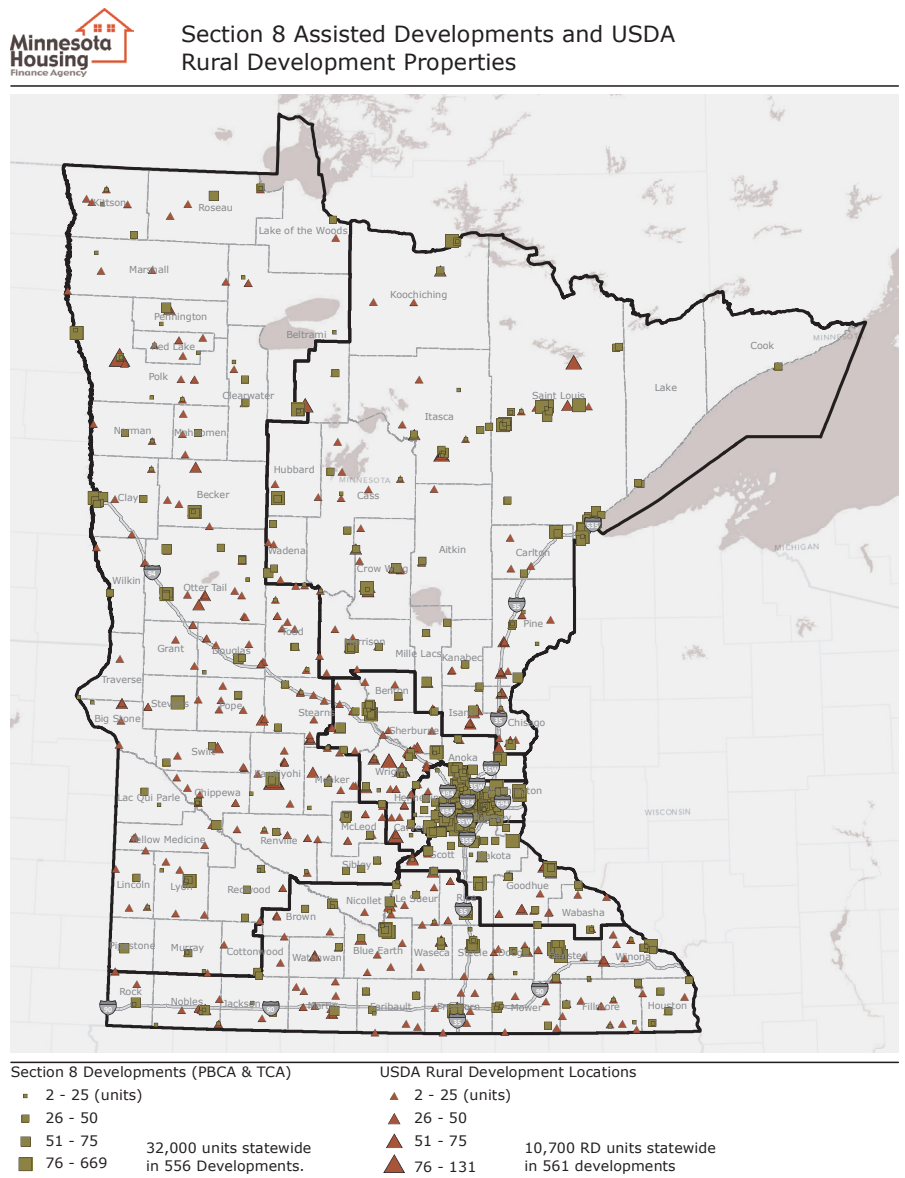 Minnesota
Housing
Finance Agency
Section 8 Assisted Developments and USDA
Rural Development Properties
Kittson
Roseau
Lake of the Woods
Marshall
Koochiching
Pennington
Beltrami
Red Lake
Cook
MINNESO
Polk
Clearwater
Saint Louis
Lake
Itasca
Norman
Mahnomen
Hubbard
MINNESOTA
Clay
Becker
Cass
MICHIGAN
Wadena
Aitkin
Carlton
Crow Wing
Wilkin
Otter Tail
Pine
Todd
Morrison
Grant
Douglas
Mille Lacs
Kanabec
Traverse
Benton
Big Stone
Stevens
Pope
Stearns
Isanti
Chisago
Sherburne
Swift
Anoka
Kandiyohi
Meeker
Wright
Lac Qui Parle
Chippewa
WISCONSIN
McLeod
Yellow Medicine
Renville
Scott
Dakota
Sibley
Lincoln
Lyon
Redwood
Goodhue
Nicollet
Le Sueur
Wabasha
Brown
Pipestone
Murray
Cottonwood
Watonwan
Blue Earth
Waseca
Steele
Dodge
Olmsted
Winona
Rock
Nobles
Jackson
Martin
Faribault
Freeborn
Mower
Fillmore
Houston
Section 8 Developments (PBCA & TCA)
2 - 25 (units)
26 - 50
51 - 75
76 - 669
32,000 units statewide
in 556 Developments.
USDA Rural Development Locations
2 - 25 (units)
26 - 50
51 - 75
76 - 131
10,700 RD units statewide
in 561 developments